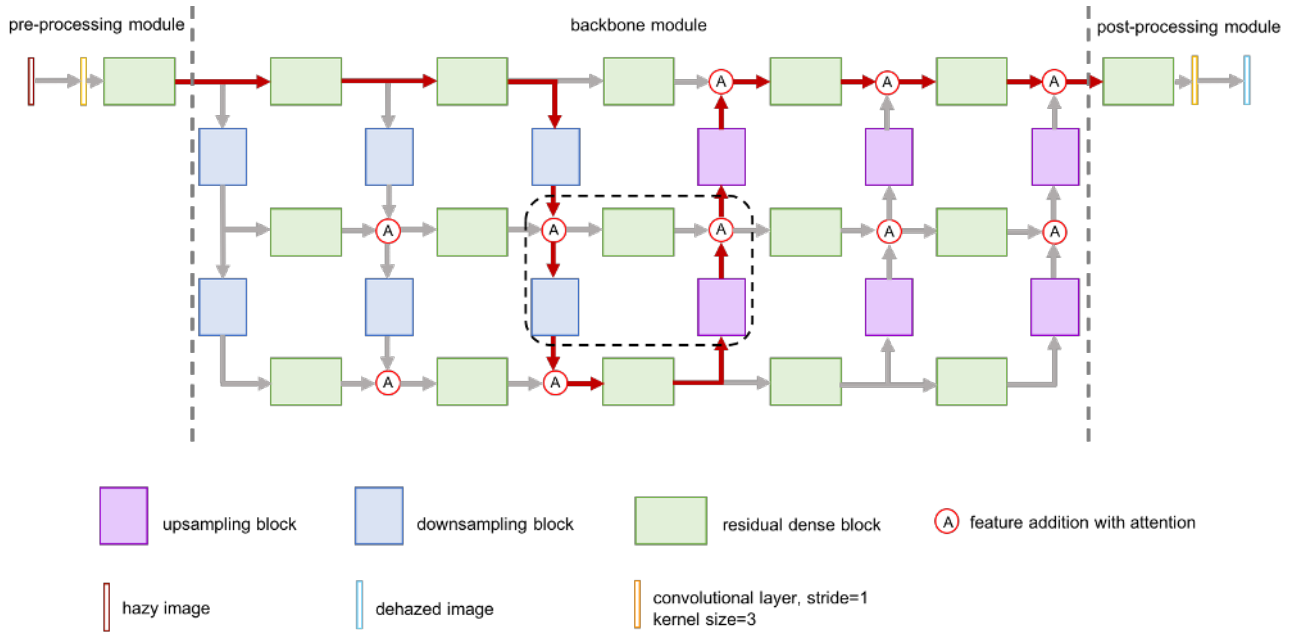 pre-processing module
backbone module
post-processing module
A
A
A
A
A
A
A
A
A
A
upsampling block
downsampling block
residual dense block
A
feature addition with attention
hazy image
dehazed image
convolutional layer, stride=1
kernel size=3